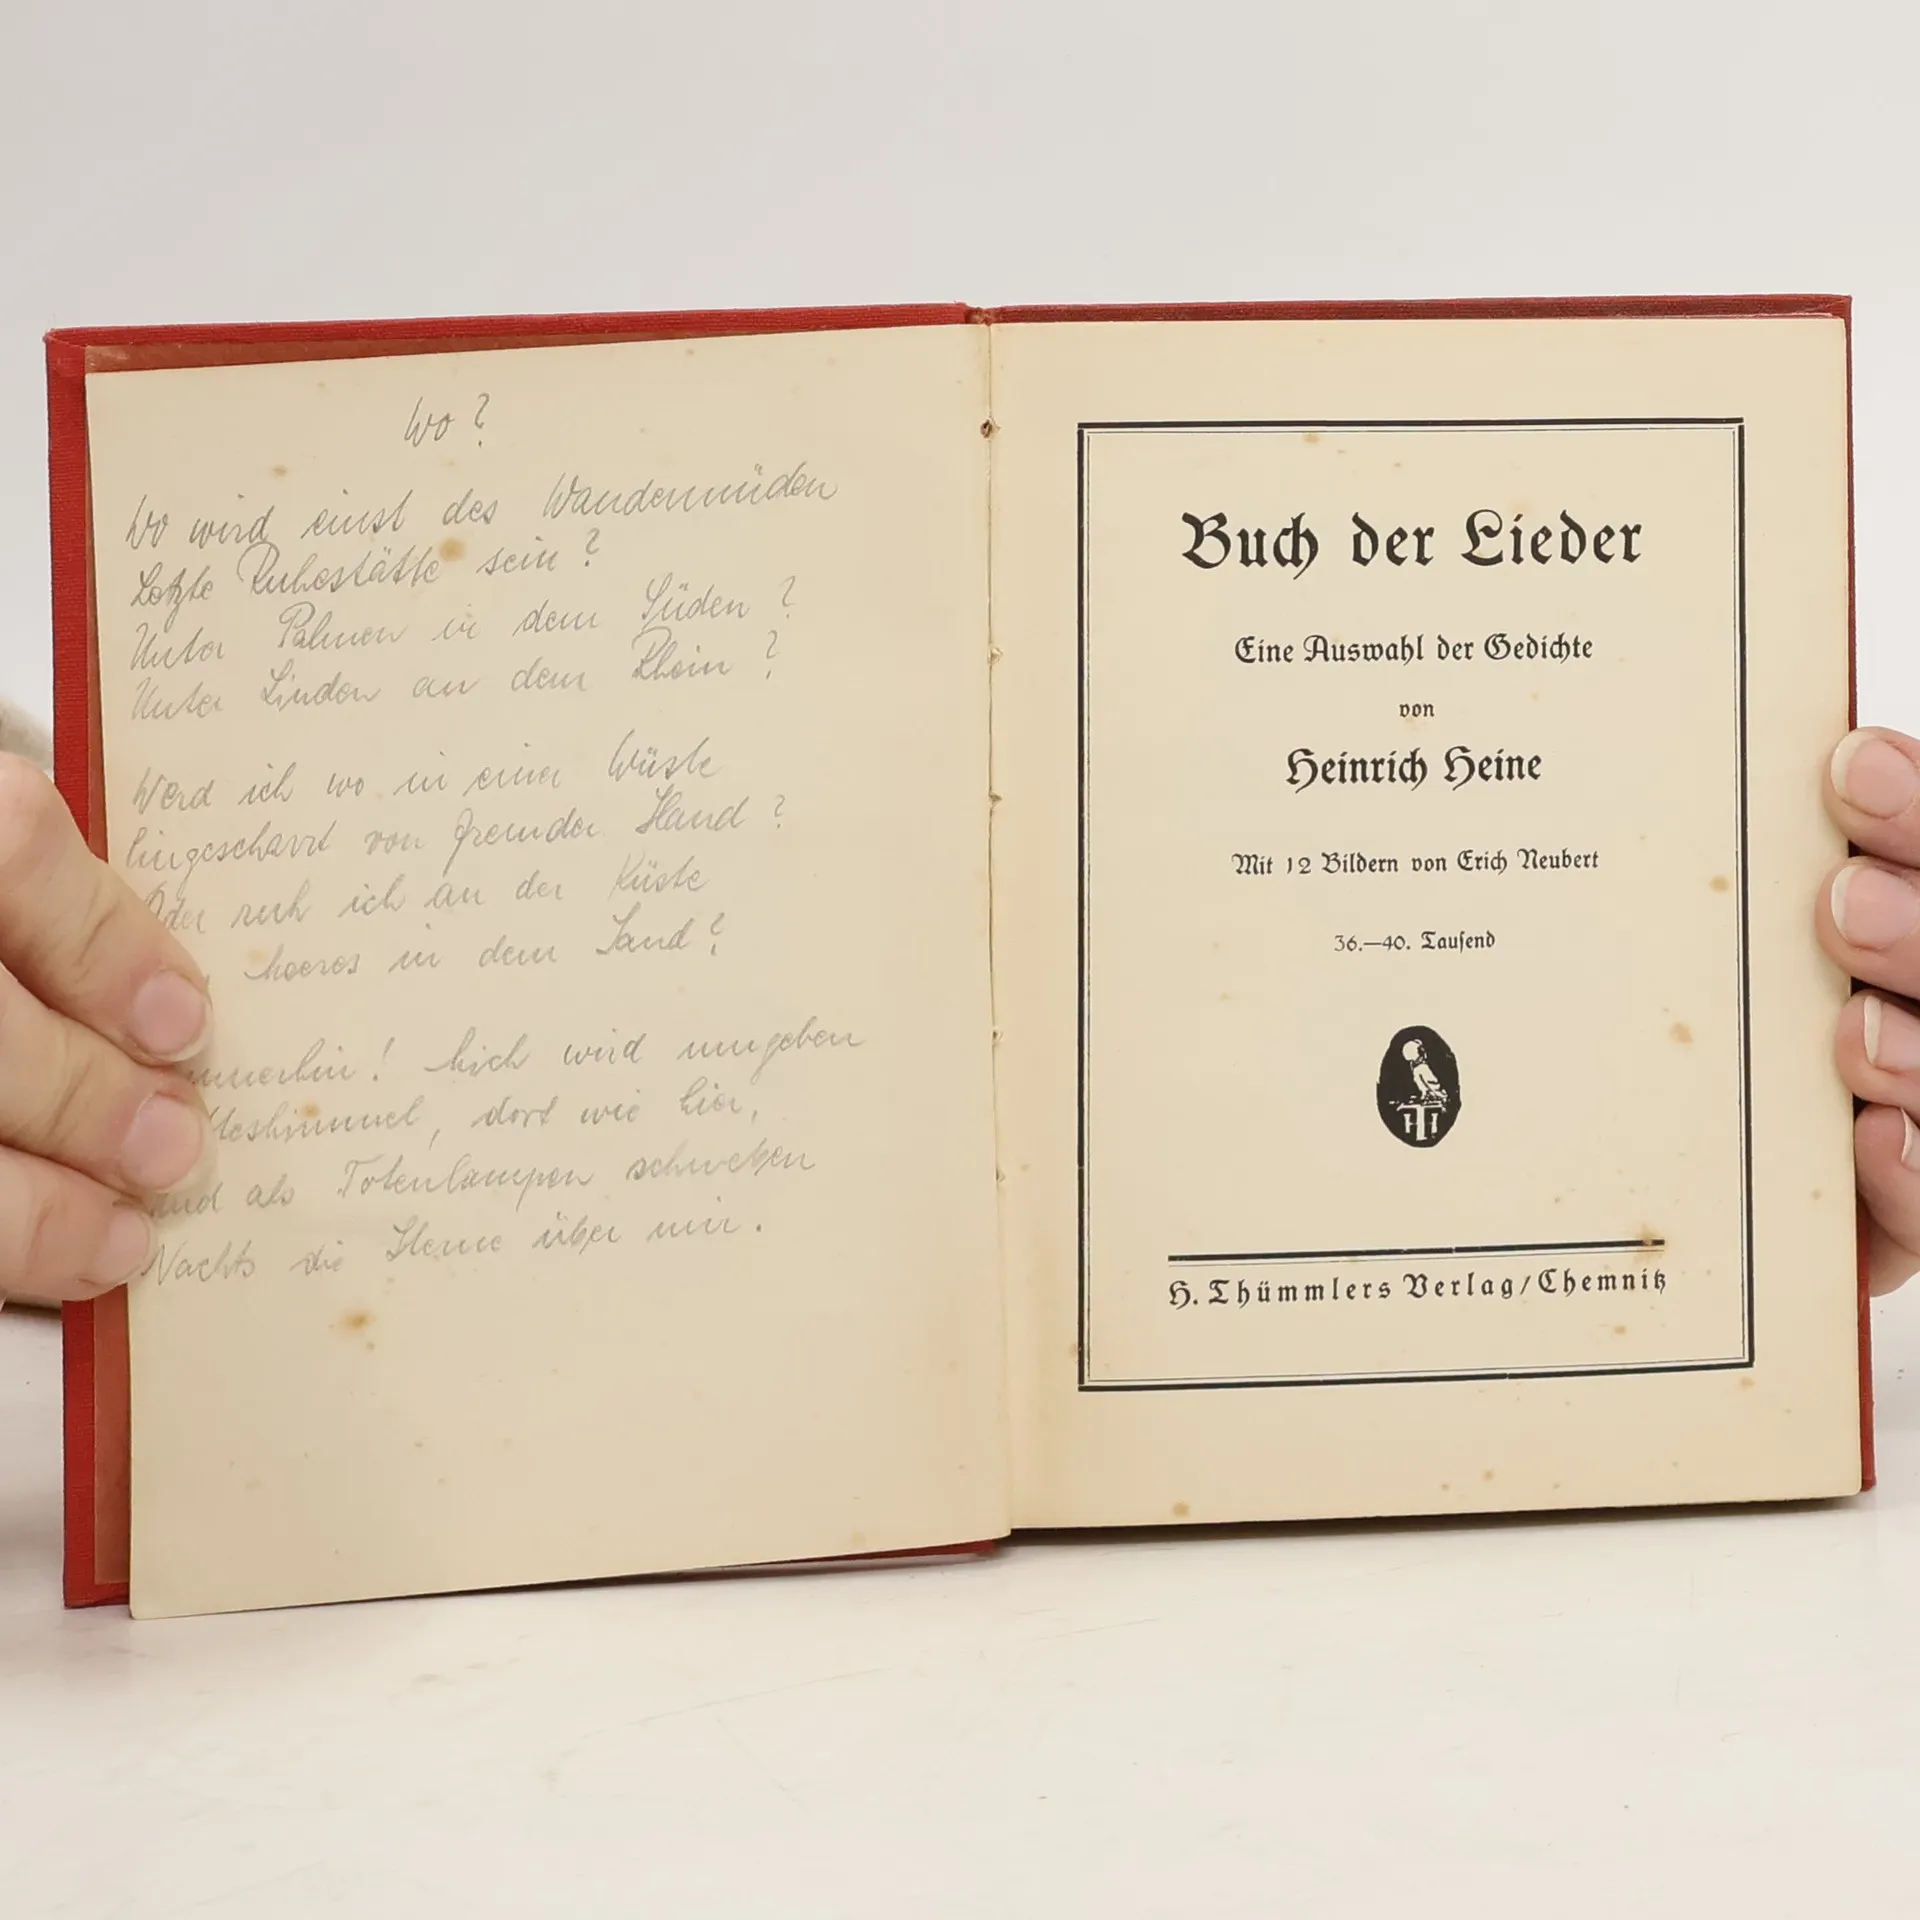 Wo?
Wo wird einst des Wandermüden
Letzte Ruhestätte sein?
Unter Palmen in dem Süden?
Unter Linden an dem Rhein?
Werd ich wo in einer Wüste
Eingescharrt von fremder Hand?
Oder ruh ich an der Küste
Meeres in dem Sand?
mmerhin! Mich wird umgeben
tteshimmel, dort wie hier,
und als Totenlampen schweben
Nachts die Sterne über mir.
Buch der Lieder
Eine Auswahl der Gedichte
von
Heinrich Heine
Mit 12 Bildern von Erich Neubert
36.—40. Tausend
HT
H. Thümmlers Verlag/Chemnitz